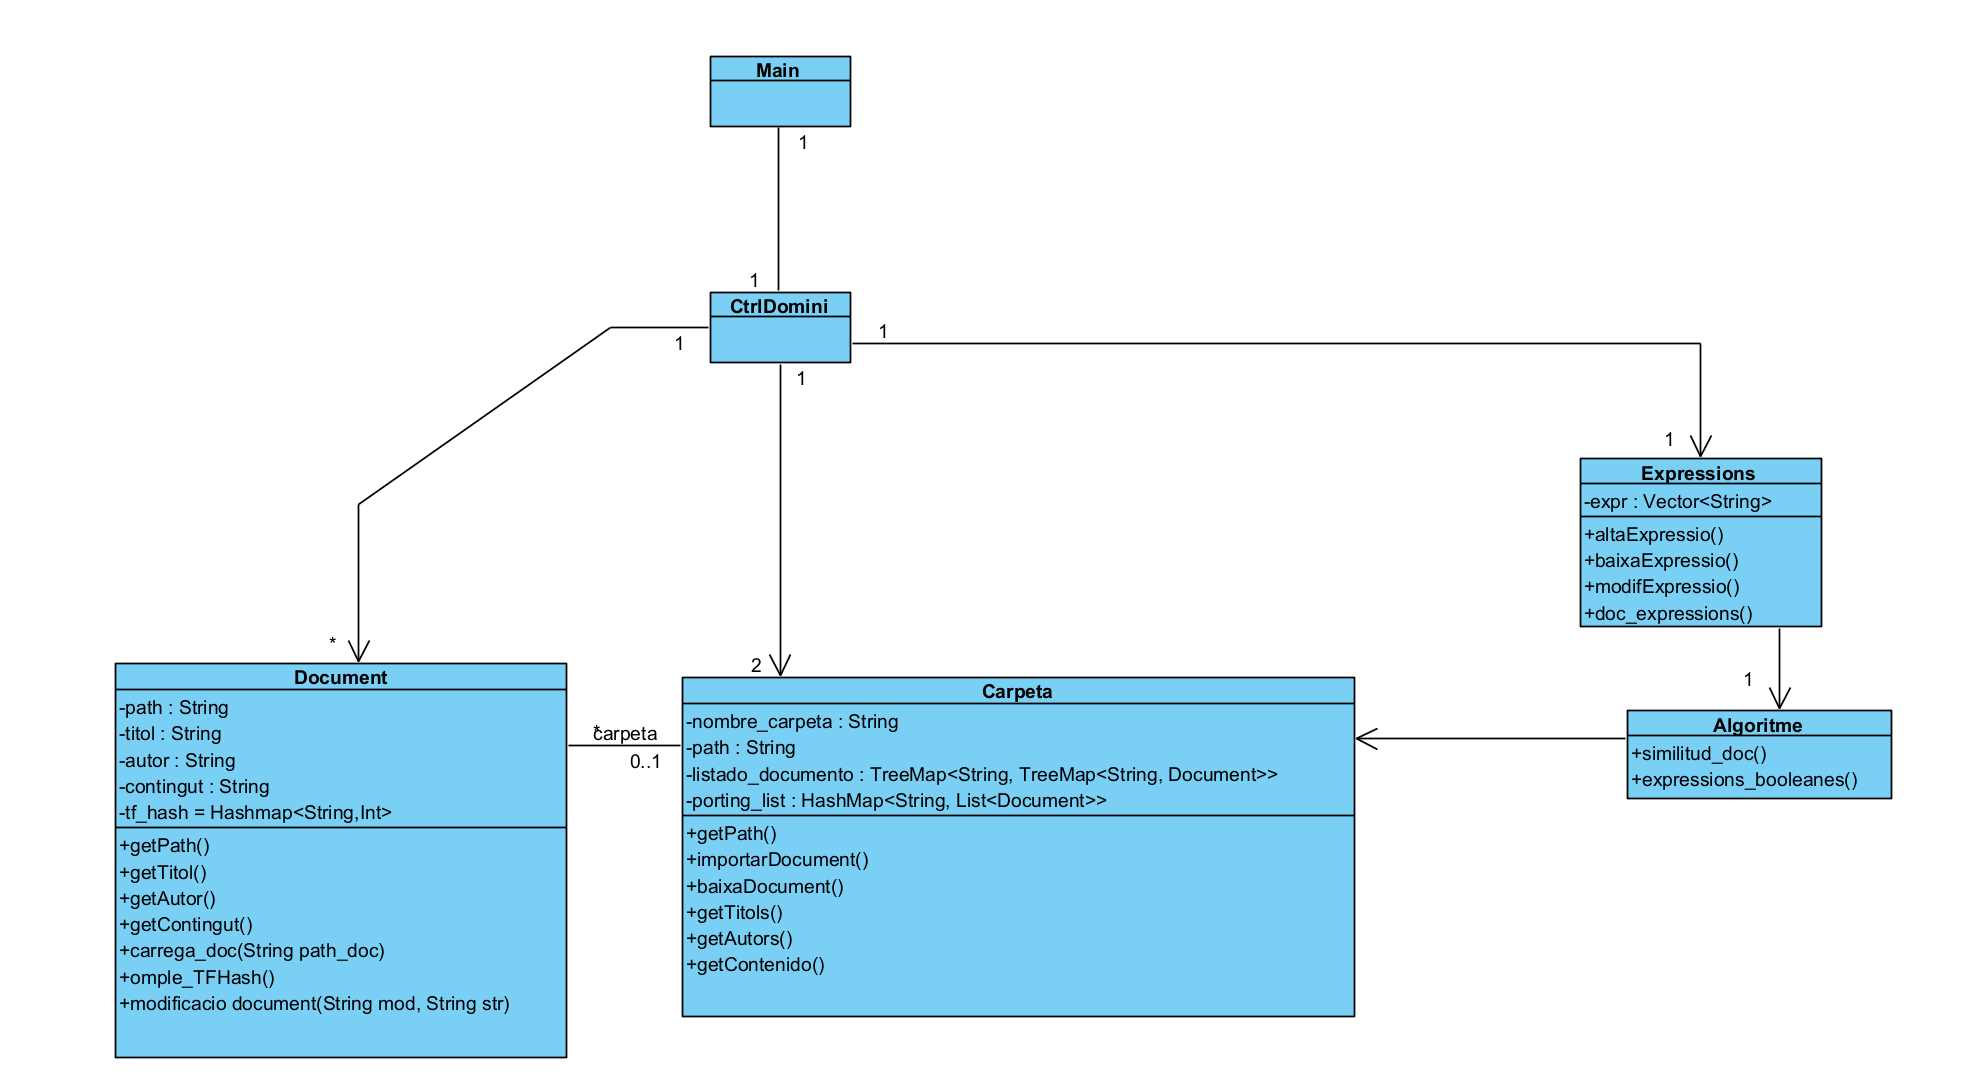 Main
1
1
CtrlDomini
1
1
1
1
Expressions
-expr : Vector<String>
+altaExpressio()
+baixaExpressio()
+modifExpressio()
+doc_expressions()
*
Document
-path : String
-titol : String
-autor : String
-contingut : String
-tf_hash = Hashmap<String,Int>
+getPath()
+getTitol()
+getAutor()
+getContingut()
+carrega_doc(String path_doc)
+omple_TFHash()
+modificacio document(String mod, String str)
*
carpeta
0..1
2
Carpeta
-nombre_carpeta : String
-path : String
-listado_documento : TreeMap<String, TreeMap<String, Document>>
-porting_list : HashMap<String, List<Document>>
+getPath()
+importarDocument()
+baixaDocument()
+getTitols()
+getAutors()
+getContenido()
1
Algoritme
+similitud_doc()
+expressions_booleanes()